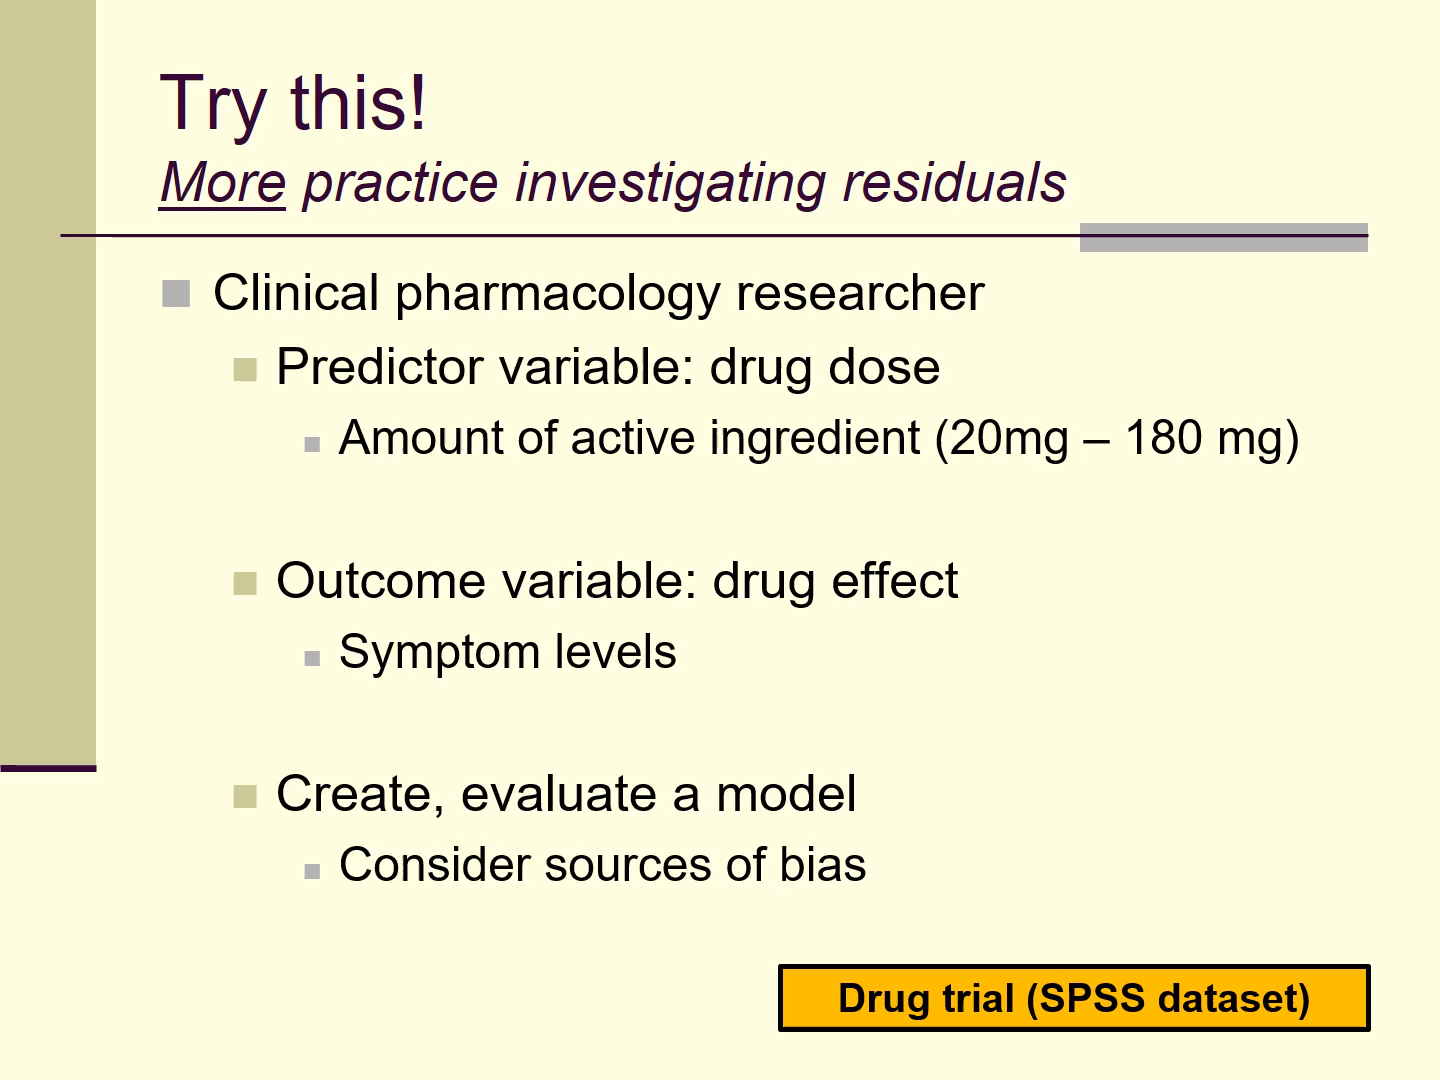 Try this!
More practice investigating residuals
Clinical pharmacology researcher
Predictor variable: drug dose
Amount of active ingredient (20mg – 180 mg)
Outcome variable: drug effect
Symptom levels
Create, evaluate a model
Consider sources of bias
Drug trial (SPSS dataset)